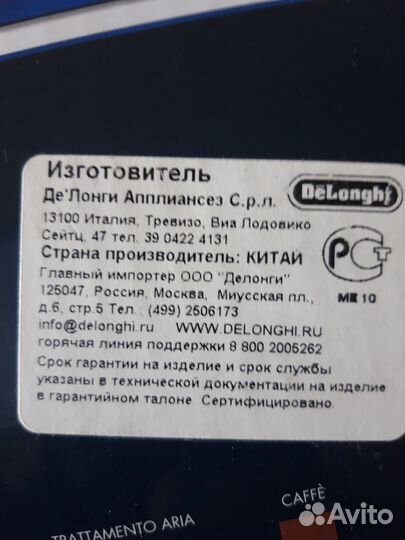 Изготовитель
Де'Лонги Апплиансез С.р.л.
DeLonghi
13100 Италия, Тревизо, Виа Лодовико
Сейтц, 47 тел. 39 0422 4131
Страна производитель: КИТАЙ
Главный импортер ООО "Делонги"
125047, Россия, Москва, Миусская пл.,
д.6, стр.5 Тел.: (499) 2506173
info@delonghi.ru WWW.DELONGHI.RU
горячая линия поддержки 8 800 2005262
Срок гарантии на изделие и срок службы
указаны в технической документации на изделие
в гарантийном талоне Сертифицировано.
РСТ
МЕ 10
CAFFÈ
TRATTAMENTO ARIA
Avito